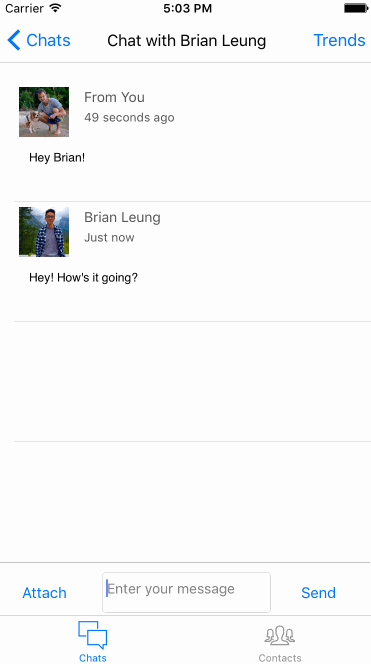 Carrier 5:03 PM
Chats Chat with Brian Leung Trends
From You
49 seconds ago
Hey Brian!
Brian Leung
Just now
Hey! How's it going?
Attach Enter your message Send
Chats Contacts